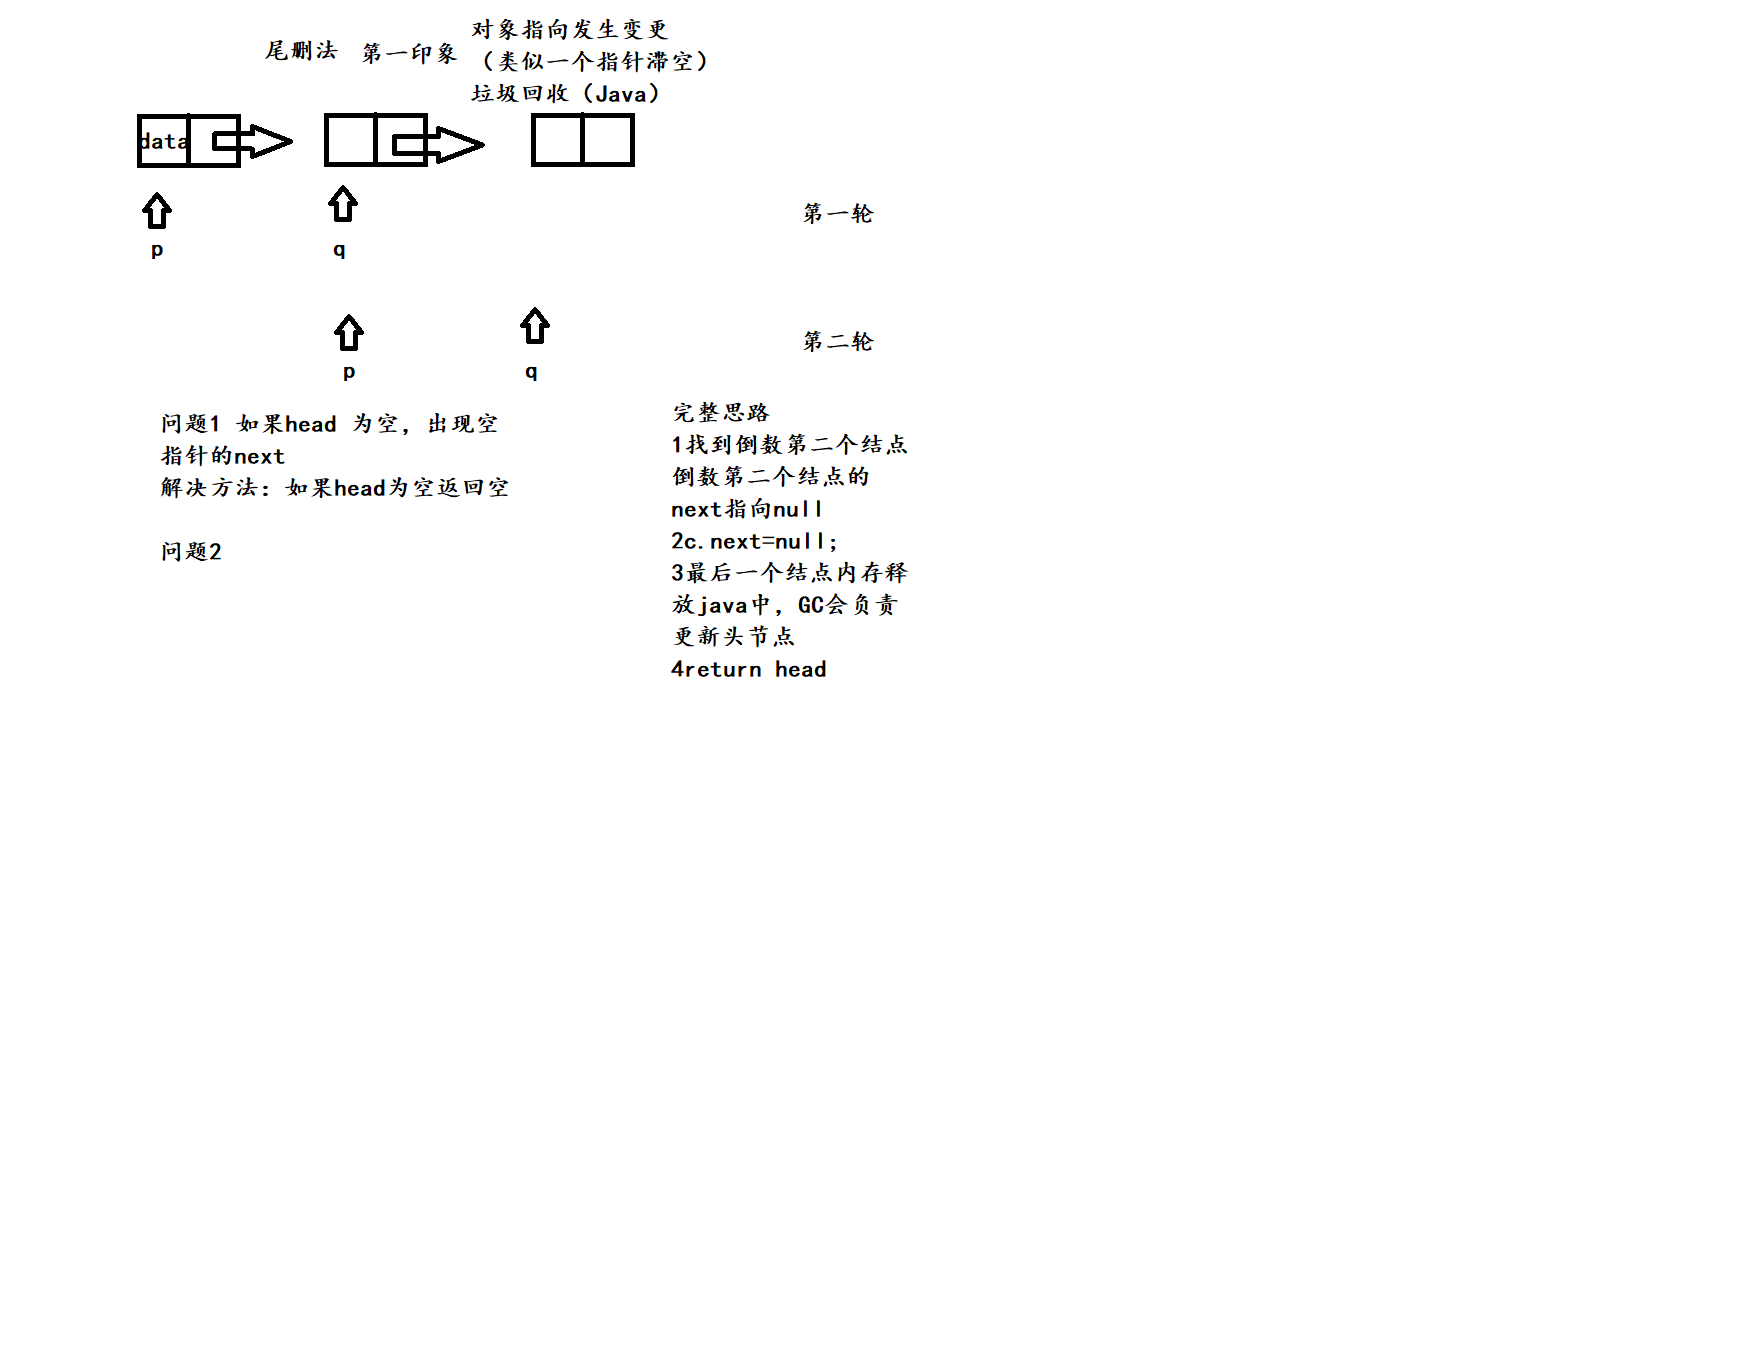 尾删法 第一印象
对象指向发生变更
（类似一个指针滞空）
垃圾回收（Java）
data
p
q
第一轮
p
q
第二轮
问题1 如果head 为空，出现空
指针的next
解决方法：如果head为空返回空
问题2
完整思路
1找到倒数第二个结点
倒数第二个结点的
next指向null
2c.next=null;
3最后一个结点内存释
放java中，GC会负责
更新头节点
4return head